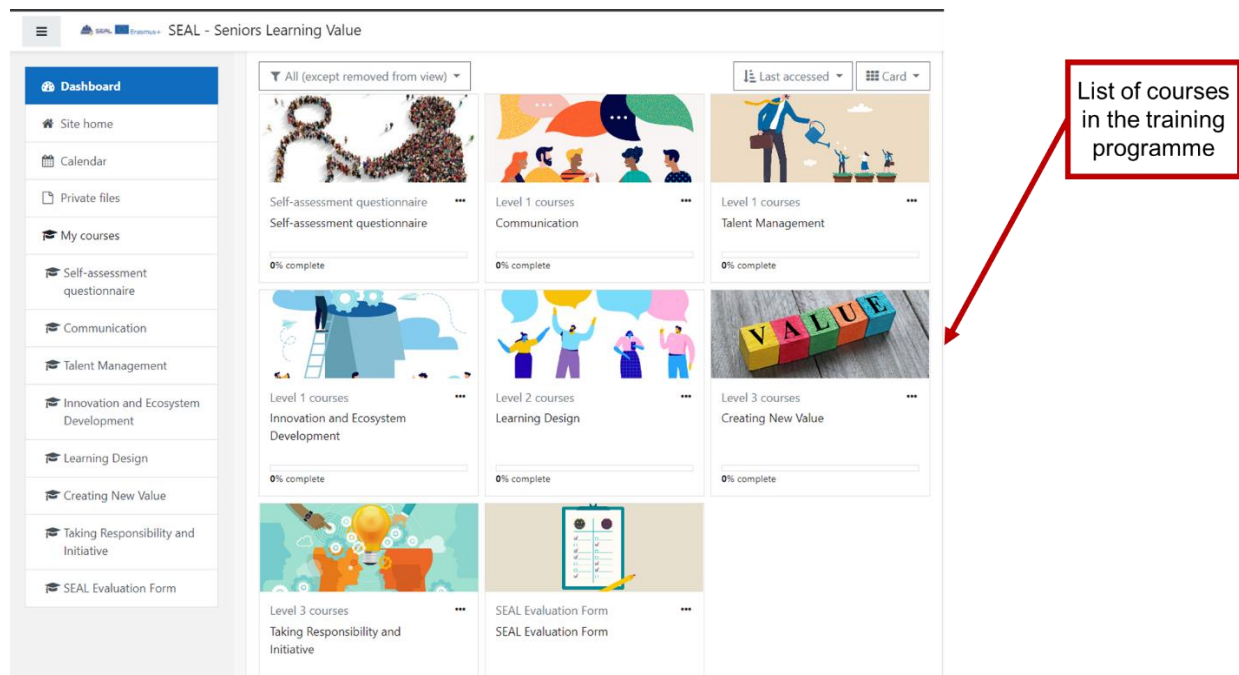 SEAL Erasmus+ SEAL - Seniors Learning Value
Dashboard
Site home
Calendar
Private files
My courses
Self-assessment
questionnaire
Communication
Talent Management
Innovation and Ecosystem
Development
Learning Design
Creating New Value
Taking Responsibility and
Initiative
SEAL Evaluation Form
All (except removed from view)
Last accessed
Card
Self-assessment questionnaire
Self-assessment questionnaire
0% complete
Level 1 courses
Communication
0% complete
Level 1 courses
Talent Management
0% complete
Level 1 courses
Innovation and Ecosystem
Development
0% complete
Level 2 courses
Learning Design
0% complete
VALUE
Level 3 courses
Creating New Value
0% complete
Level 3 courses
Taking Responsibility and
Initiative
SEAL Evaluation Form
SEAL Evaluation Form
List of courses
in the training
programme